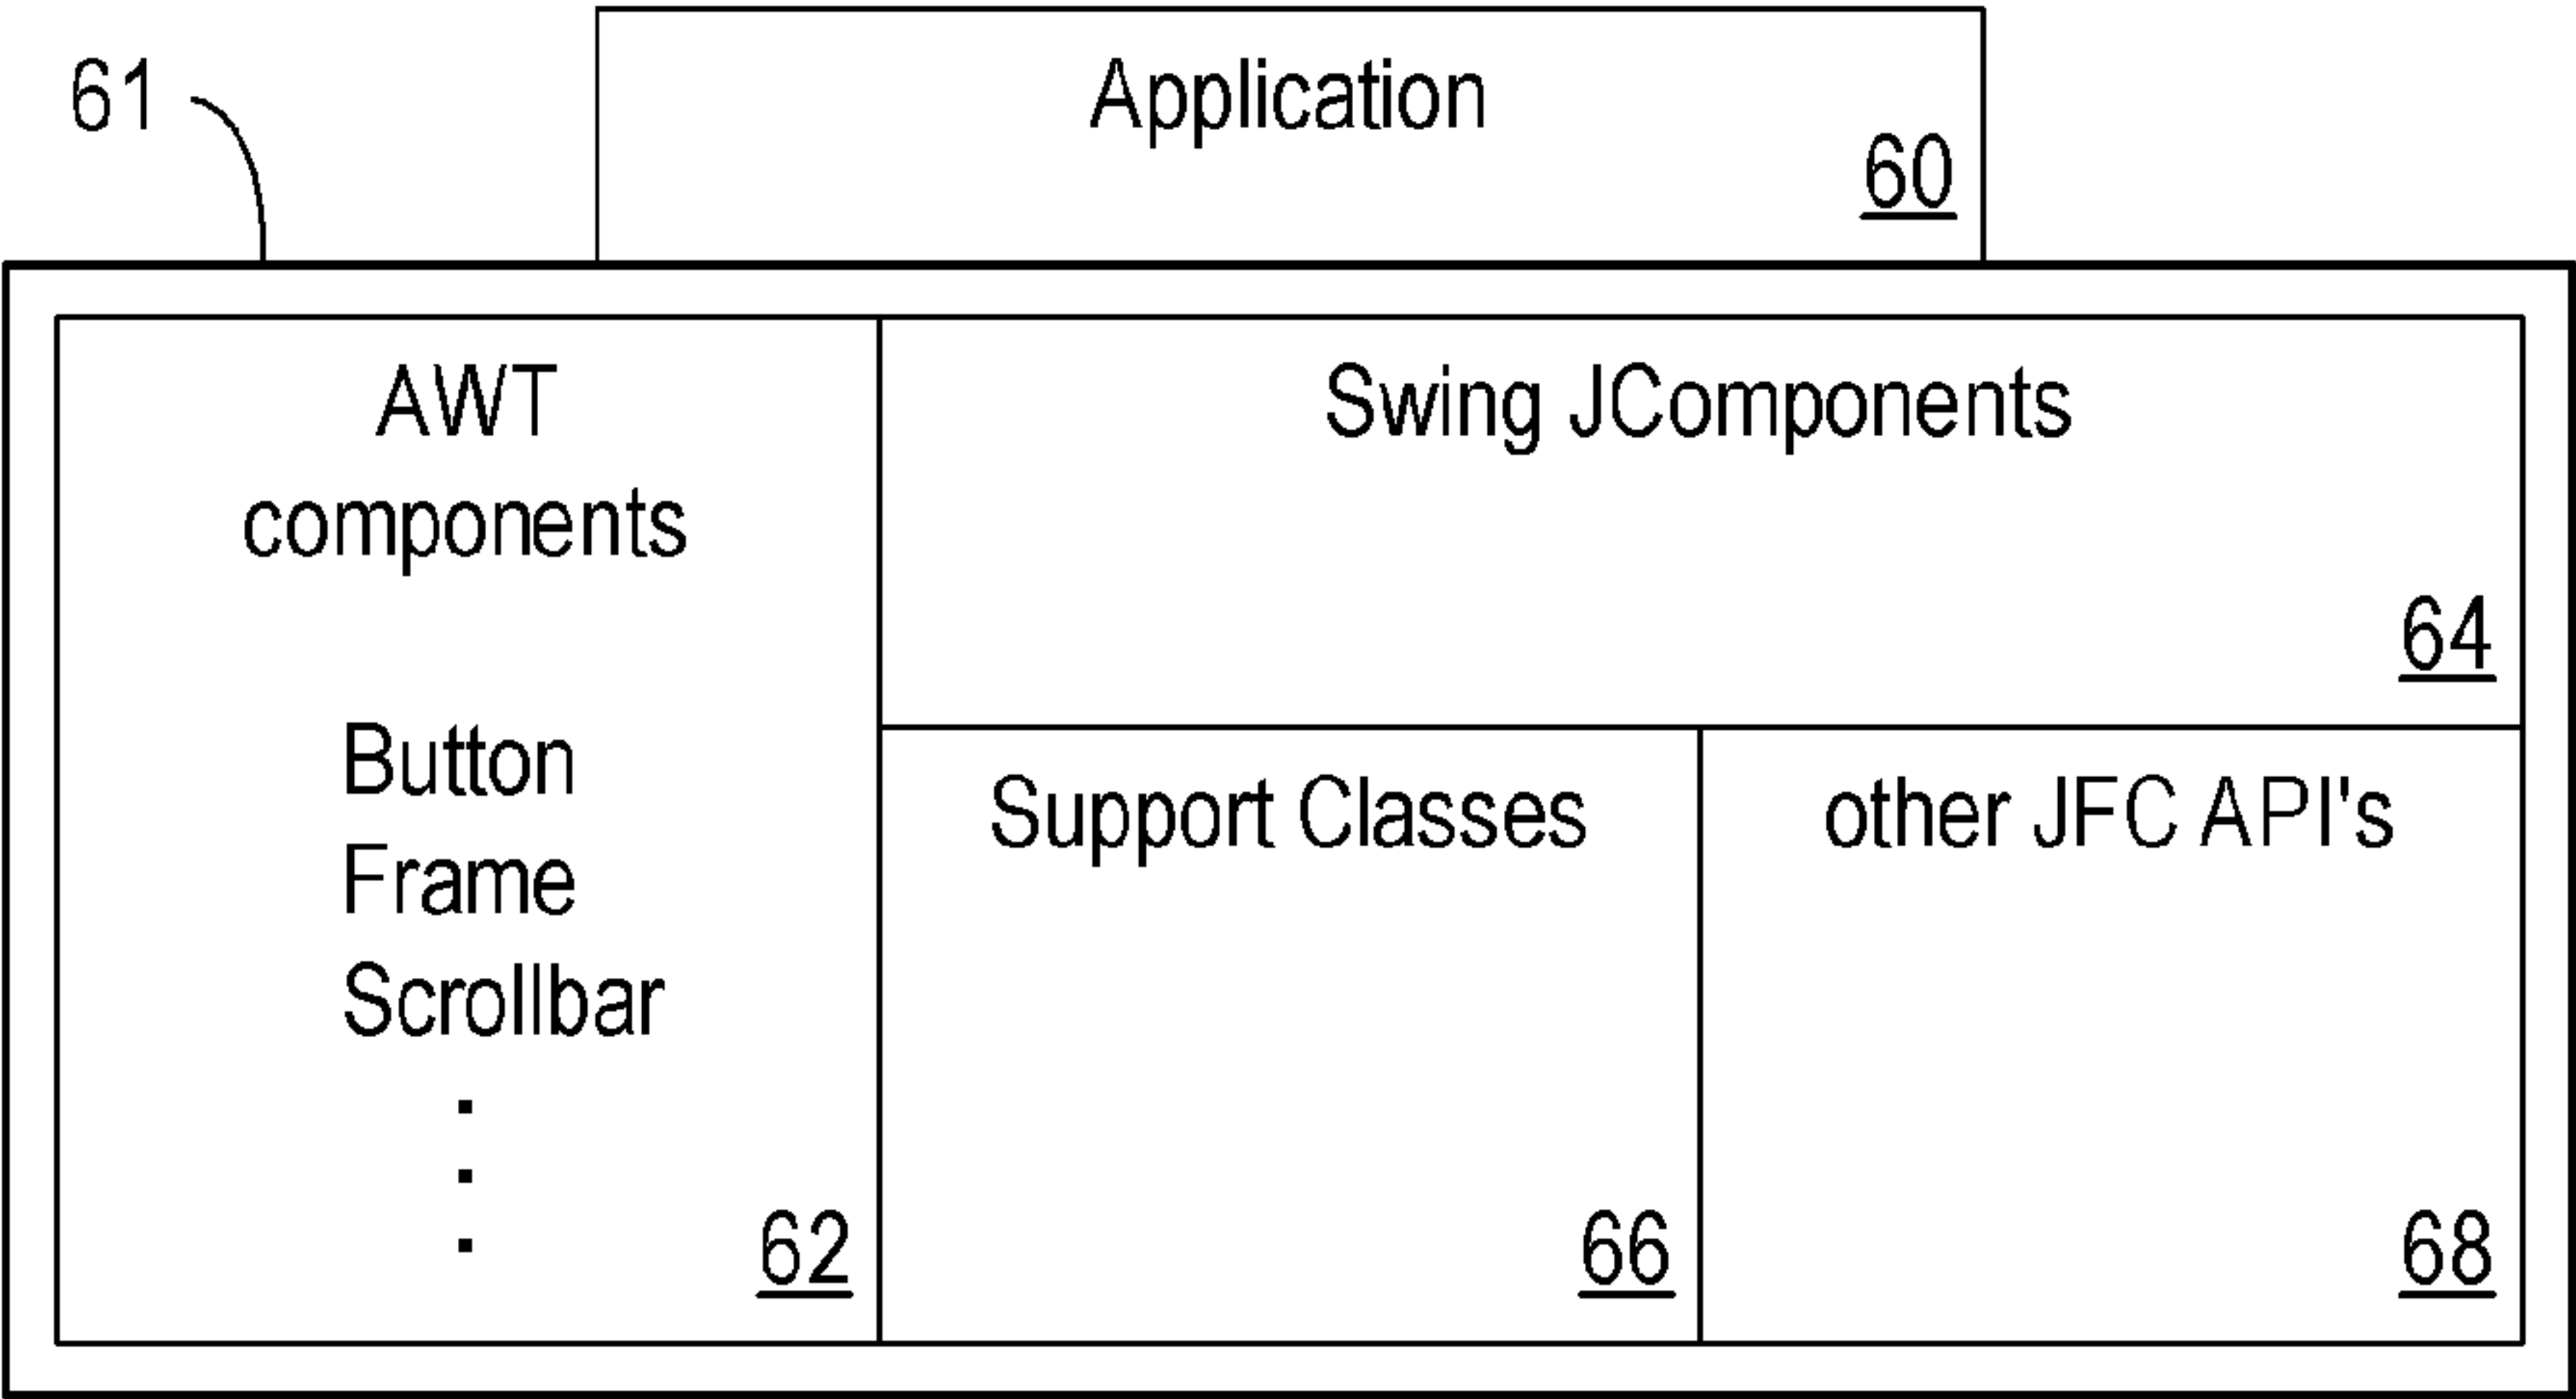 61
Application
60
AWT
components
Button
Frame
Scrollbar
62
Swing JComponents
64
Support Classes
66
other JFC API's
68